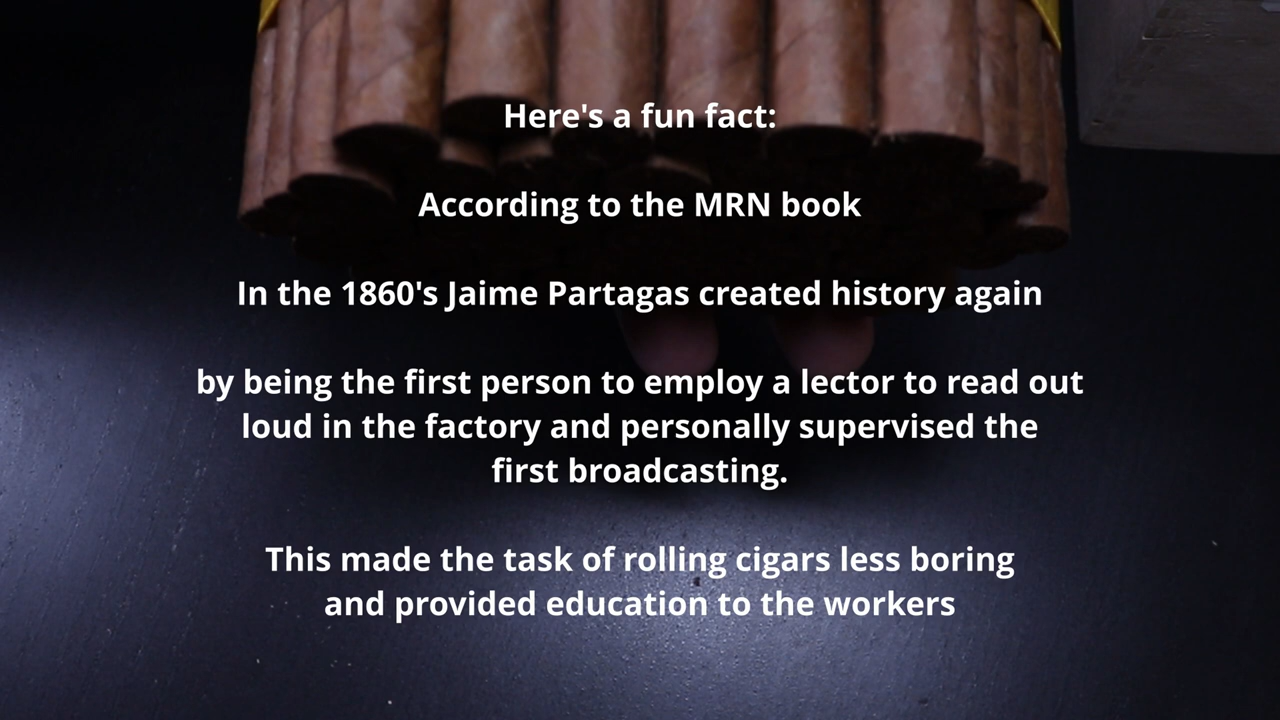 Here's a fun fact:
According to the MRN book
In the 1860's Jaime Partagas created history again
by being the first person to employ a lector to read out
loud in the factory and personally supervised the
first broadcasting.
This made the task of rolling cigars less boring
and provided education to the workers